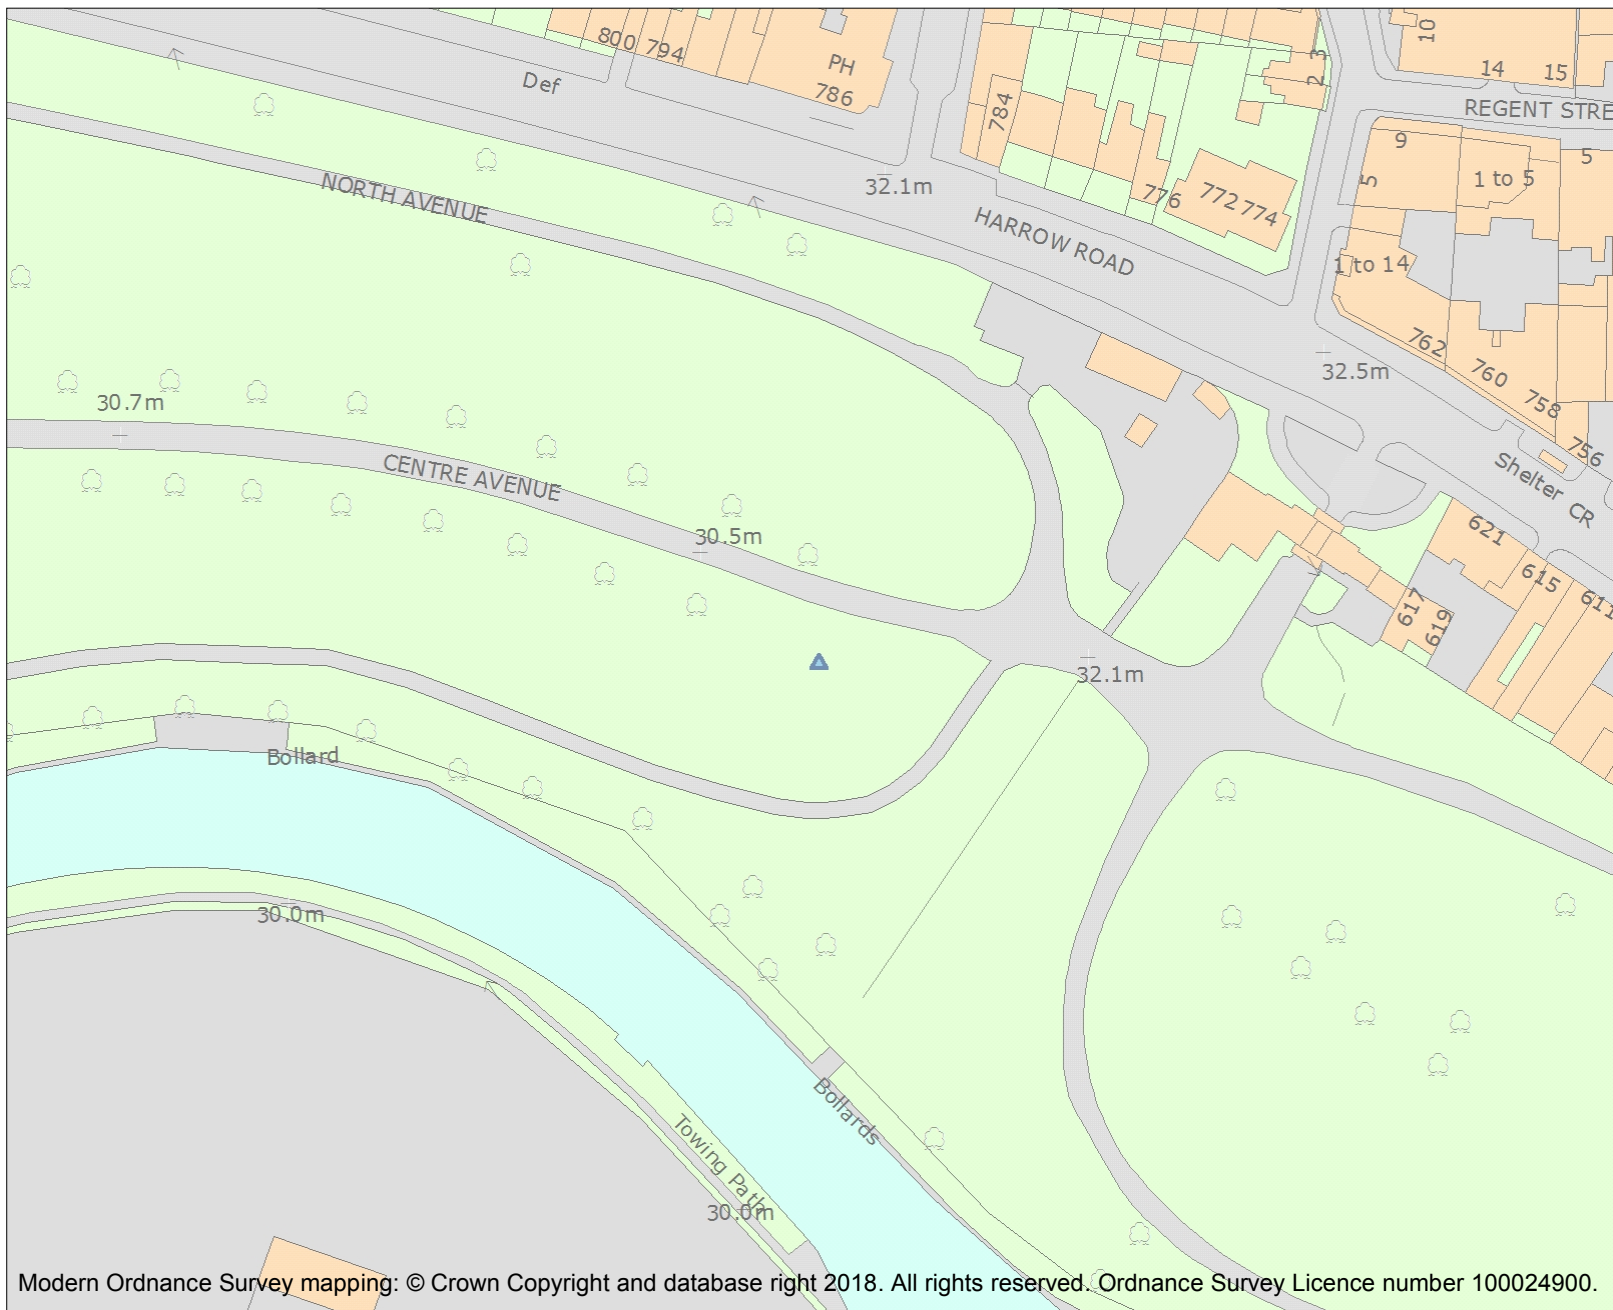 800 794
PH
786
Def
784
2 3
10
14 15
REGENT STRE
9
5
1 to 5
5
NORTH AVENUE
32.1m
776
772 774
HARROW ROAD
1 to 14
762
760
758
756
32.5m
30.7m
CENTRE AVENUE
30.5m
Shelter CR
621
615
611
617
619
32.1m
Bollard
30.0m
Bollards
Towing Path
30.0m
Modern Ordnance Survey mapping: © Crown Copyright and database right 2018. All rights reserved. Ordnance Survey Licence number 100024900.